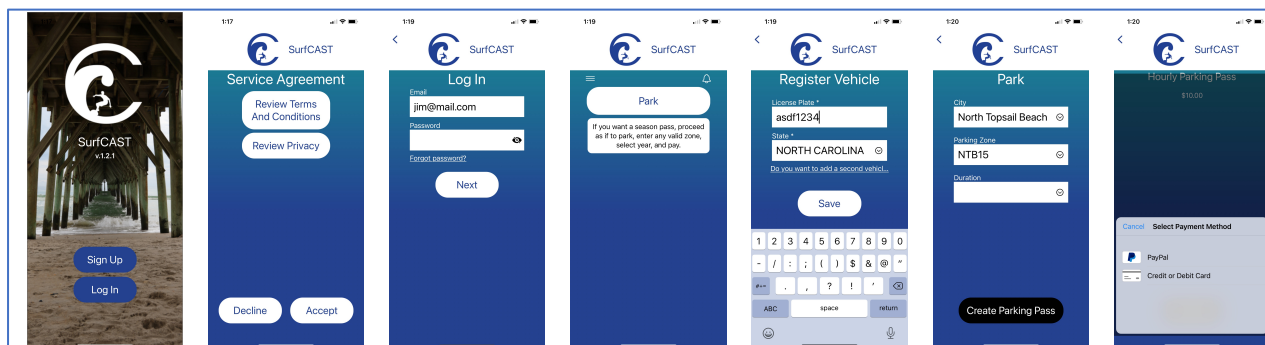 SurfCAST
v.1.2.1
Sign Up
Log In
1:17
SurfCAST
Service Agreement
Review Terms
And Conditions
Review Privacy
Decline
Accept
1:19
SurfCAST
Log In
Email
jim@mail.com
Password
Forgot password?
Next
1:19
SurfCAST
Park
If you want a season pass, proceed
as if to park, enter any valid zone,
select year, and pay.
1:19
SurfCAST
Register Vehicle
License Plate *
asdf1234
State *
NORTH CAROLINA
Do you want to add a second vehicl...
Save
1 2 3 4 5 6 7 8 9 0
- / : ; ( ) $ & @ "
#+= . , ? ! '
ABC space return
1:20
SurfCAST
Park
City
North Topsail Beach
Parking Zone
NTB15
Duration
Create Parking Pass
1:20
SurfCAST
Hourly Parking Pass
$10.00
Cancel Select Payment Method
PayPal
Credit or Debit Card